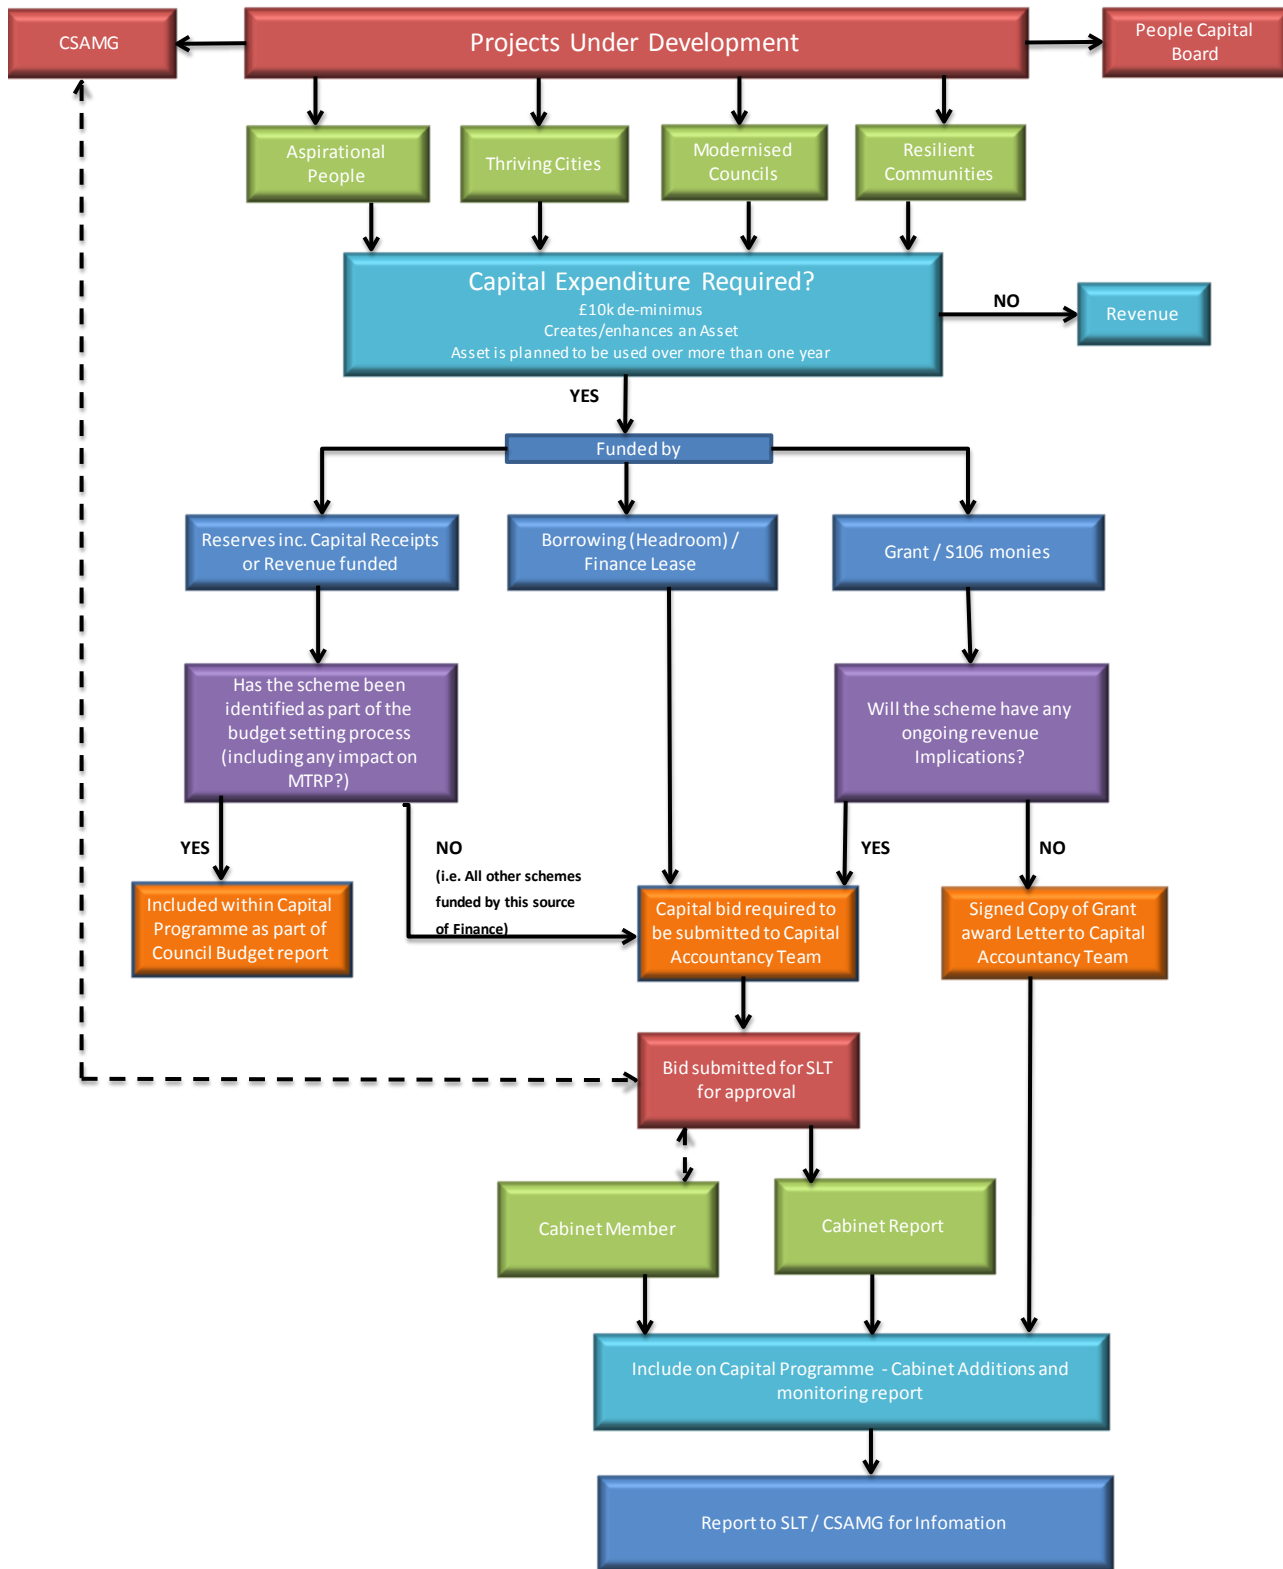 CSAMG
Projects Under Development
People Capital
Board
Aspirational
People
Thriving Cities
Modernised
Councils
Resilient
Communities
Capital Expenditure Required?
£10k de-minimus
Creates/enhances an Asset
Asset is planned to be used over more than one year
NO
Revenue
YES
Funded by
Reserves inc. Capital Receipts
or Revenue funded
Borrowing (Headroom) /
Finance Lease
Grant / S106 monies
Has the scheme been
identified as part of the
budget setting process
(including any impact on
MTRP?)
Will the scheme have any
ongoing revenue
Implications?
YES
NO
(i.e. All other schemes
funded by this source
of Finance)
YES
NO
Included within Capital
Programme as part of
Council Budget report
Capital bid required to
be submitted to Capital
Accountancy Team
Signed Copy of Grant
award Letter to Capital
Accountancy Team
Bid submitted for SLT
for approval
Cabinet Member
Cabinet Report
Include on Capital Programme - Cabinet Additions and
monitoring report
Report to SLT / CSAMG for Infomation